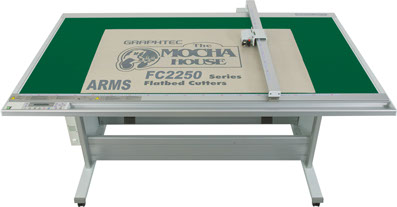 GRAPHTEC
The
MOCHA
HOUSE
ARMS
FC2250 Series
Flatbed Cutters